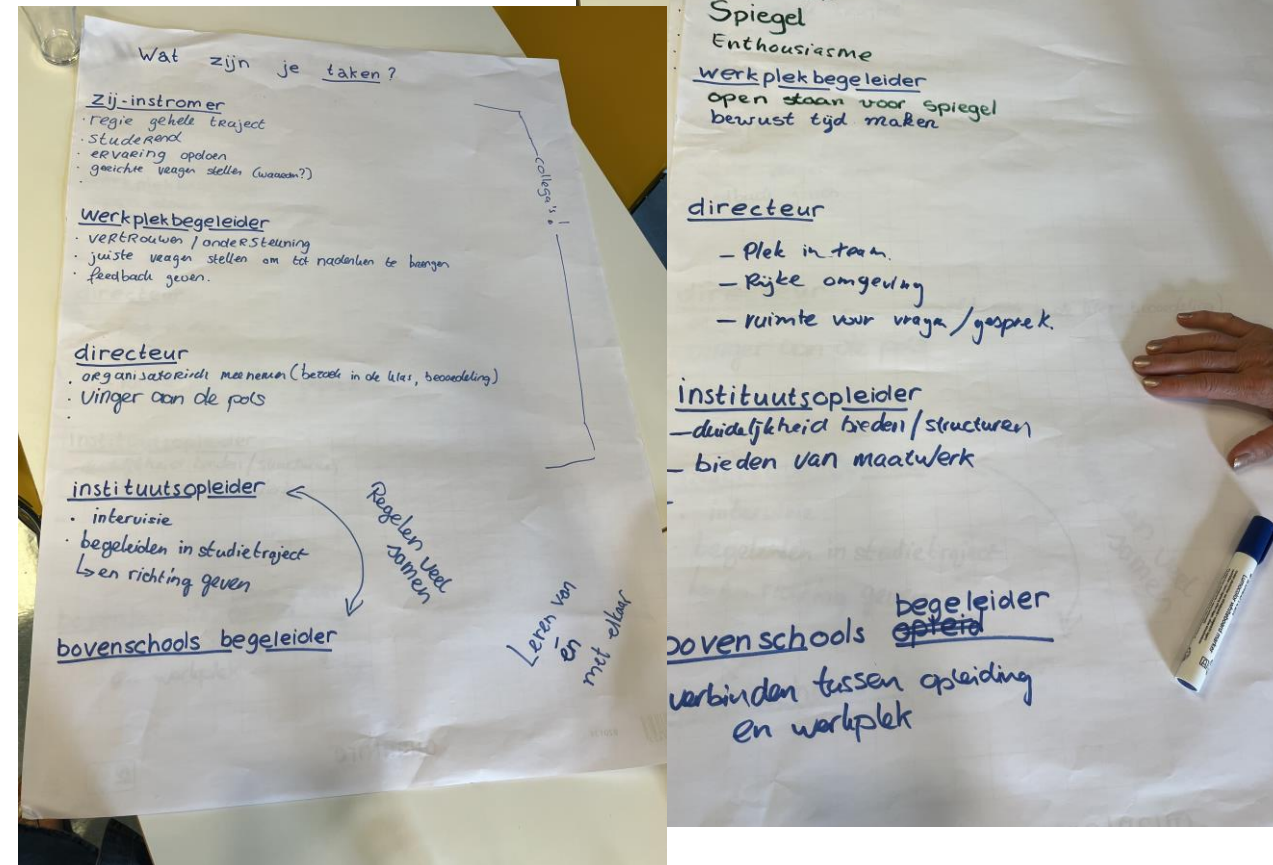 Wat zijn je taken?
zij-instromer
· regie gehele traject
· studerend
· ervaring opdoen
· gerichte vragen stellen (waarom?)
·
werkplekbegeleider
· vertrouwen / ondersteuning
· juiste vragen stellen om tot nadenken te brengen
· feedback geven.
directeur
· organisatorisch meenemen (bezoek in de klas, beoordeling)
· vinger aan de pols
·
collega's!
instituutsopleider
· intervisie
· begeleiden in studietraject
↳ en richting geven
Regelen veel
samen
bovenschools begeleider
Leren van
én
met elkaar
Spiegel
Enthousiasme
werkplekbegeleider
open staan voor spiegel
bewust tijd maken
directeur
– Plek in team.
– Rijke omgeving
– ruimte voor vragen/gesprek.
instituutsopleider
– duidelijkheid bieden/structuren
– bieden van maatwerk
–
begeleider
bovenschools opleid
verbinden tussen opleiding
en werkplek